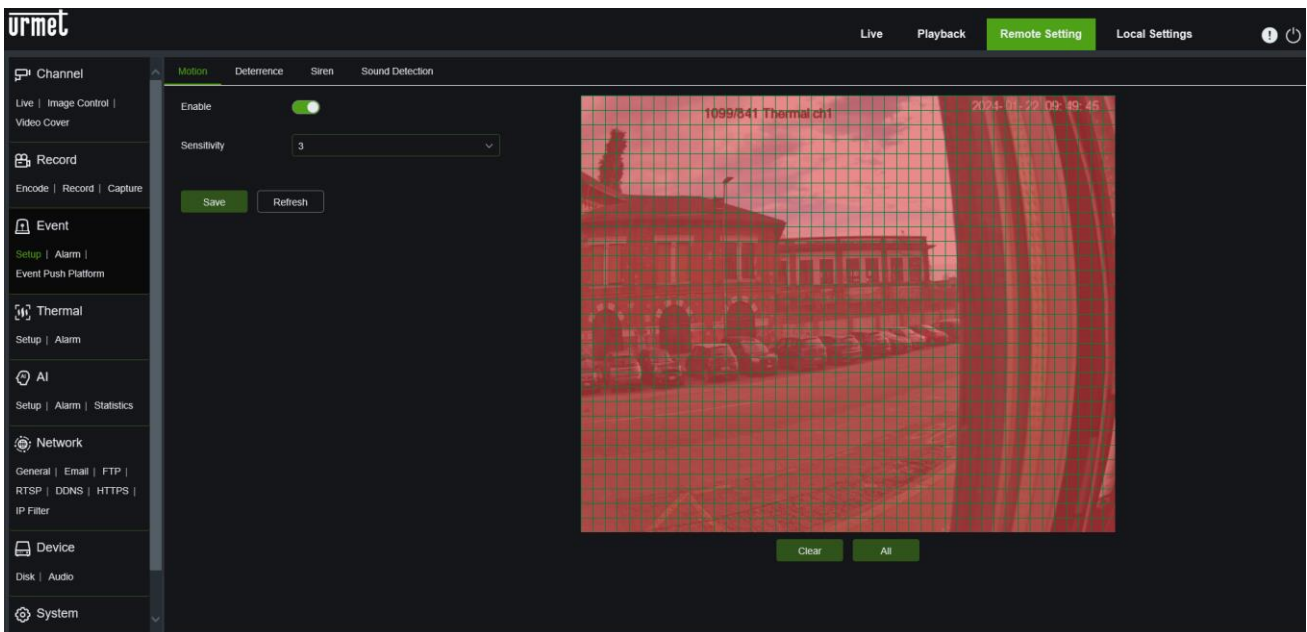 urmet
Live Playback Remote Setting Local Settings
Channel
Live | Image Control |
Video Cover
Record
Encode | Record | Capture
Event
Setup | Alarm |
Event Push Platform
Thermal
Setup | Alarm
AI
Setup | Alarm | Statistics
Network
General | Email | FTP |
RTSP | DDNS | HTTPS |
IP Filter
Device
Disk | Audio
System
Motion Deterrence Siren Sound Detection
Enable
Sensitivity 3
Save Refresh
1099/841 Thermal ch1 2024-01-22 09:49:45
Clear All